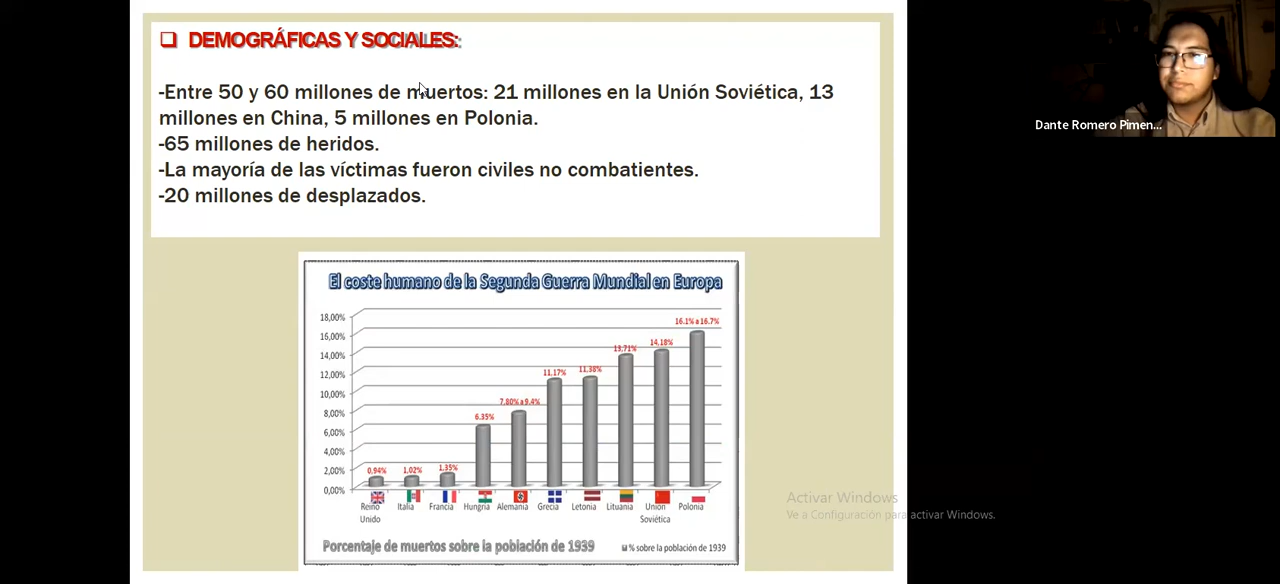 ❑ DEMOGRÁFICAS Y SOCIALES:
-Entre 50 y 60 millones de muertos: 21 millones en la Unión Soviética, 13
millones en China, 5 millones en Polonia.
-65 millones de heridos.
-La mayoría de las víctimas fueron civiles no combatientes.
-20 millones de desplazados.
Dante Romero Pimen...
El coste humano de la Segunda Guerra Mundial en Europa
18,00%
16,00%
14,00%
12,00%
10,00%
8,00%
6,00%
4,00%
2,00%
0,00%
0,94%
1,02%
1,35%
6.35%
7,80% a 9.4%
11,17%
11,38%
13,71%
14,18%
16.1% a 16.7%
Reino
Unido
Italia
Francia
Hungria
Alemania
Grecia
Letonia
Lituania
Union
Soviética
Polonia
Porcentaje de muertos sobre la población de 1939
% sobre la población de 1939
Activar Windows
Ve a Configuración para activar Windows.